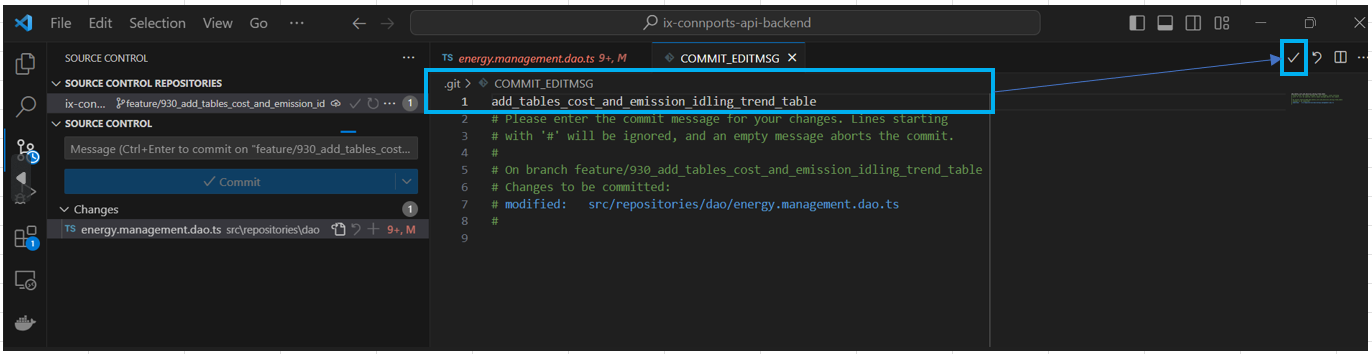 File Edit Selection View Go ... ix-connports-api-backend
SOURCE CONTROL ...
SOURCE CONTROL REPOSITORIES
ix-con... feature/930_add_tables_cost_and_emission_id ... 1
SOURCE CONTROL
Message (Ctrl+Enter to commit on "feature/930_add_tables_cost...
Commit
Changes 1
TS energy.management.dao.ts src\repositories\dao 9+, M
1
TS energy.management.dao.ts 9+, M COMMIT_EDITMSG
.git > COMMIT_EDITMSG
1 add_tables_cost_and_emission_idling_trend_table
2 # Please enter the commit message for your changes. Lines starting
3 # with '#' will be ignored, and an empty message aborts the commit.
4 #
5 # On branch feature/930_add_tables_cost_and_emission_idling_trend_table
6 # Changes to be committed:
7 # modified: src/repositories/dao/energy.management.dao.ts
8 #
9